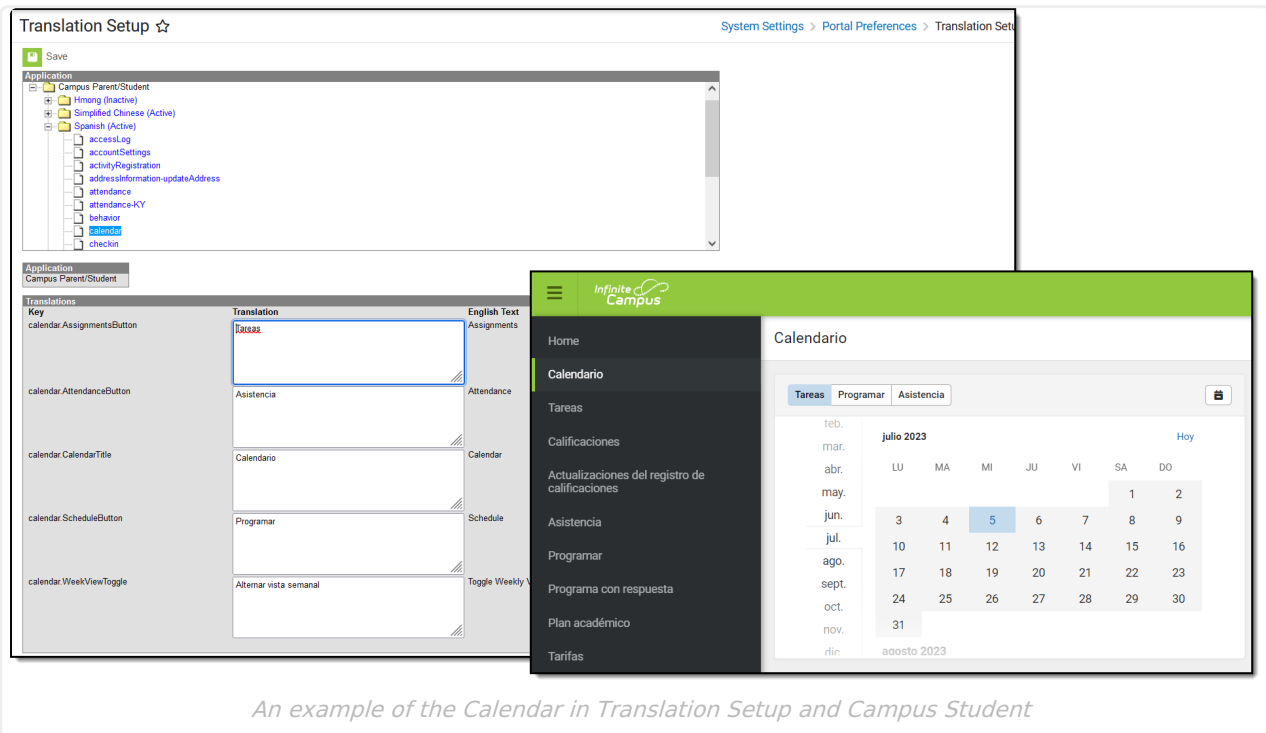 Translation Setup ☆
System Settings > Portal Preferences > Translation Setu
Save
Application
Campus Parent/Student
Hmong (Inactive)
Simplified Chinese (Active)
Spanish (Active)
accessLog
accountSettings
activityRegistration
addressInformation-updateAddress
attendance
attendance-KY
behavior
calendar
checkin
Application
Campus Parent/Student
Translations
Key Translation English Text
calendar.AssignmentsButton Tareas Assignments
calendar.AttendanceButton Asistencia Attendance
calendar.CalendarTitle Calendario Calendar
calendar.ScheduleButton Programar Schedule
calendar.WeekViewToggle Alternar vista semanal Toggle Weekly V
Infinite
Campus
Home
Calendario
Tareas
Calificaciones
Actualizaciones del registro de
calificaciones
Asistencia
Programar
Programa con respuesta
Plan académico
Tarifas
Calendario
Tareas Programar Asistencia
feb.
mar.
abr.
may.
jun.
jul.
ago.
sept.
oct.
nov.
dic
julio 2023 Hoy
LU MA MI JU VI SA DO
1 2
3 4 5 6 7 8 9
10 11 12 13 14 15 16
17 18 19 20 21 22 23
24 25 26 27 28 29 30
31
agosto 2023
An example of the Calendar in Translation Setup and Campus Student